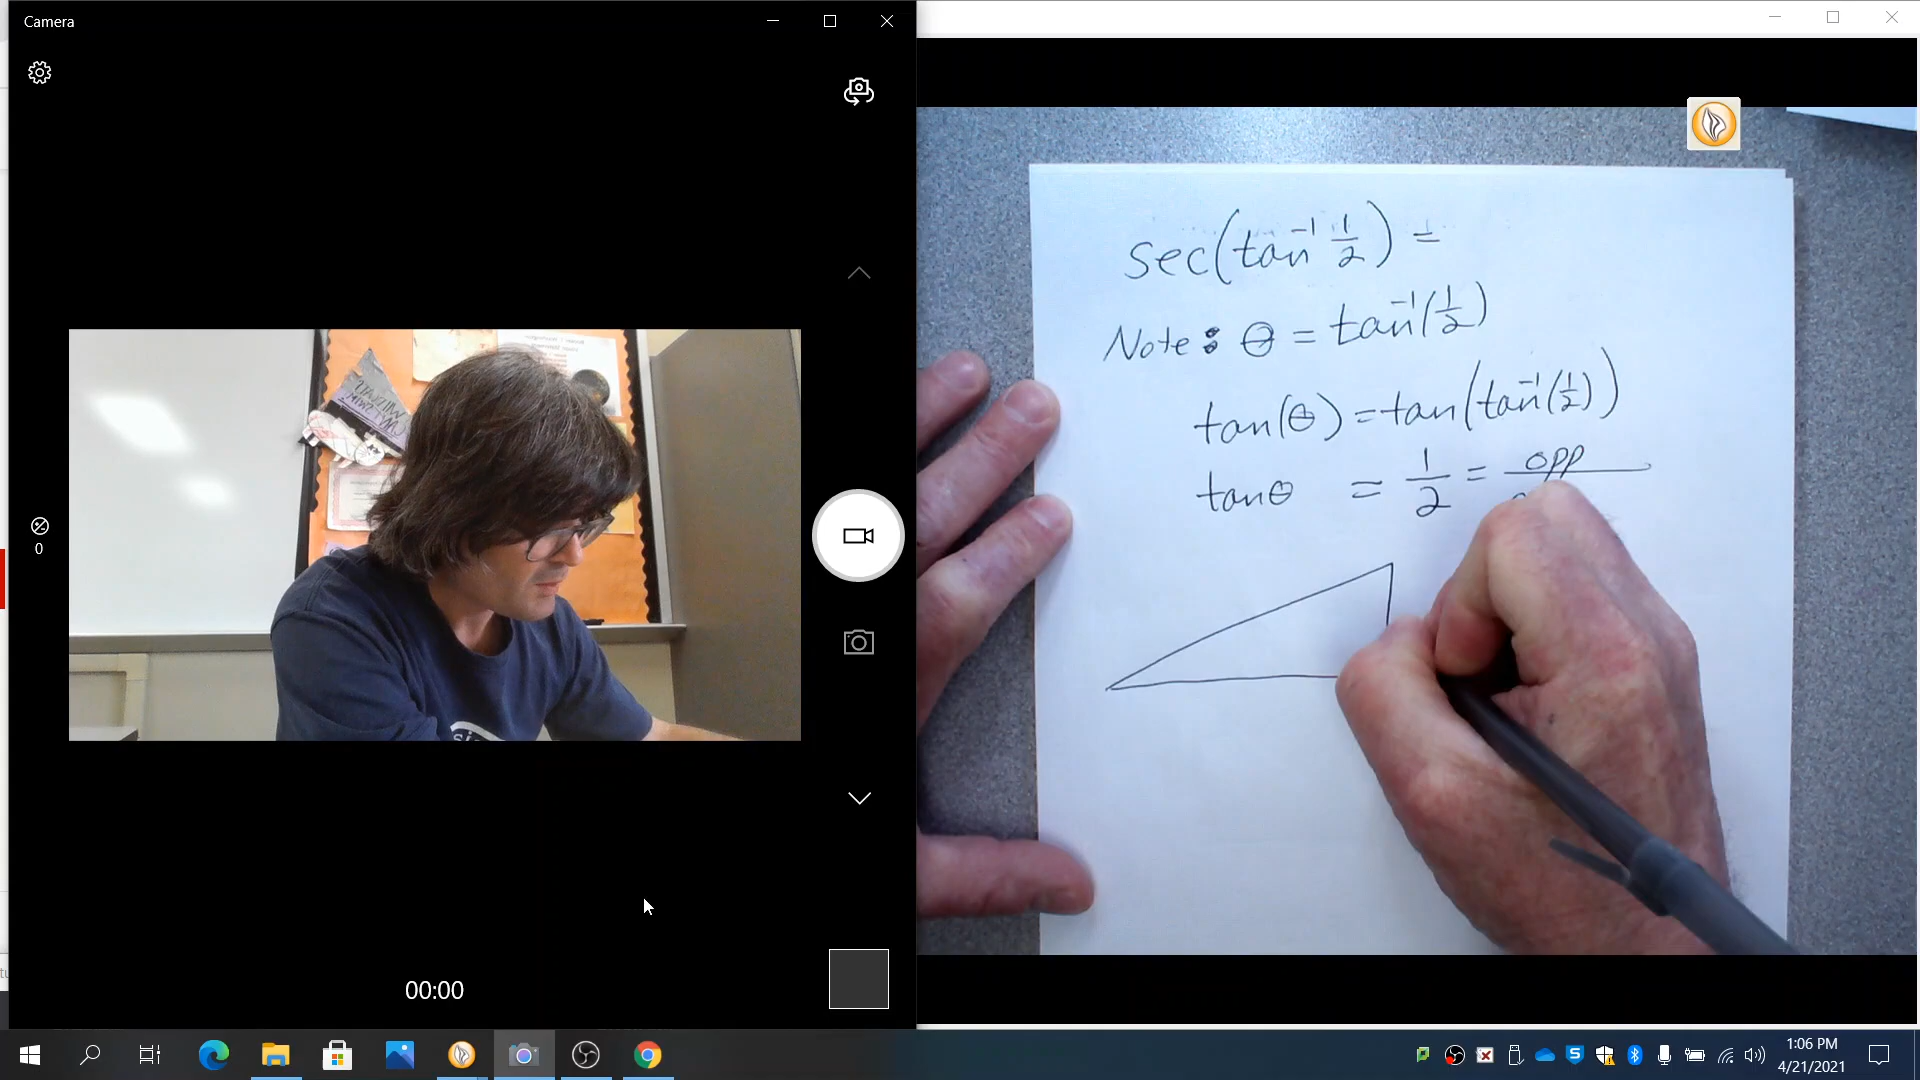 Camera
0
00:00
sec(tan⁻¹ 1/2) =
Note: θ = tan⁻¹(1/2)
tan(θ) = tan(tan⁻¹(1/2))
tanθ = 1/2 = opp
1:06 PM
4/21/2021